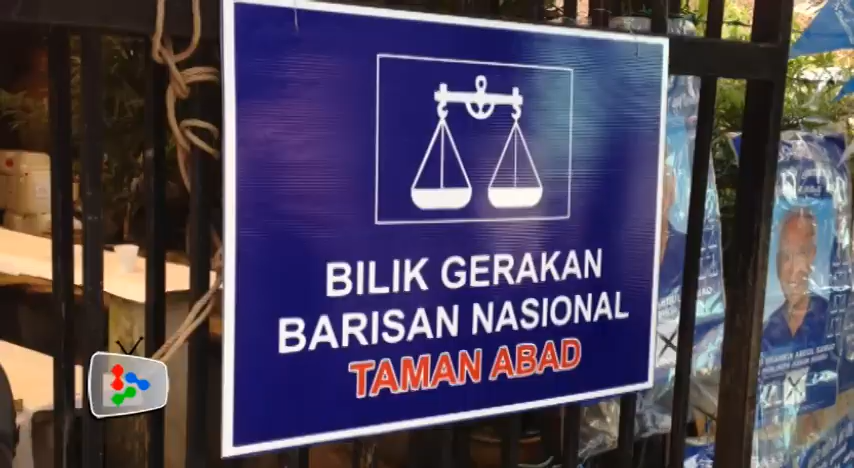 BILIK GERAKAN
BARISAN NASIONAL
TAMAN ABAD